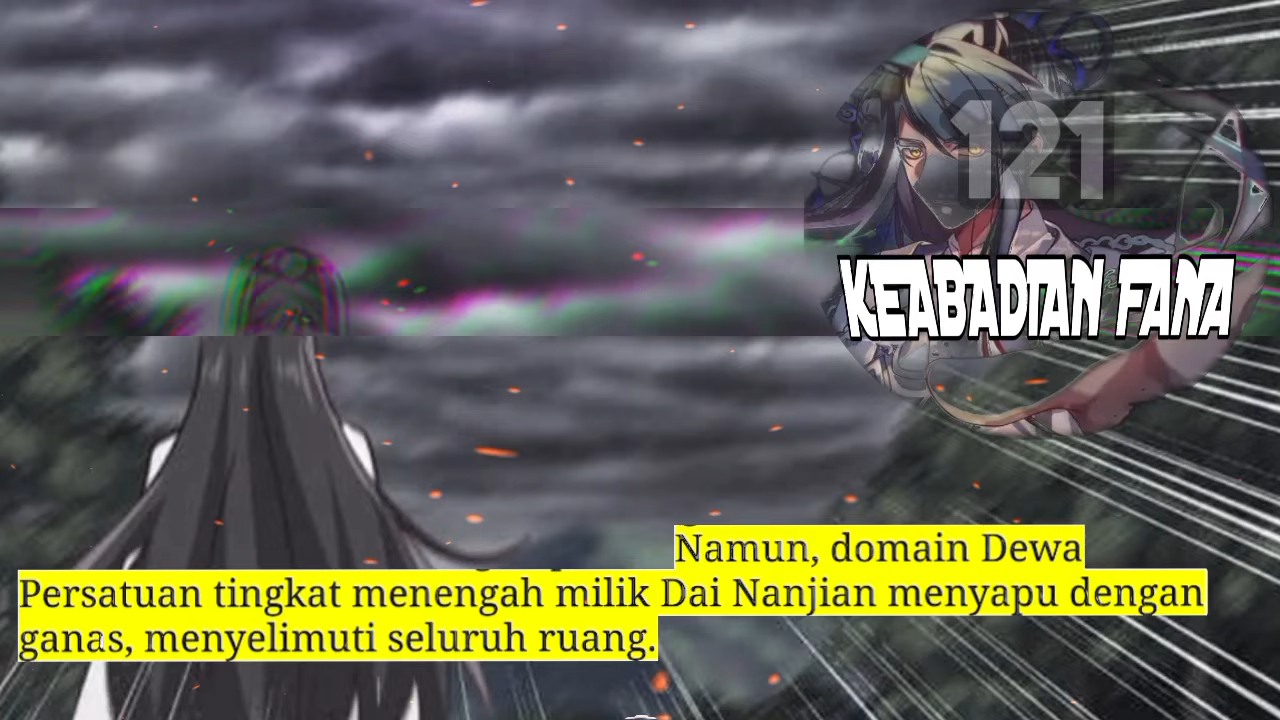 121
KEABADIAN FANA
Namun, domain Dewa
Persatuan tingkat menengah milik Dai Nanjian menyapu dengan
ganas, menyelimuti seluruh ruang.